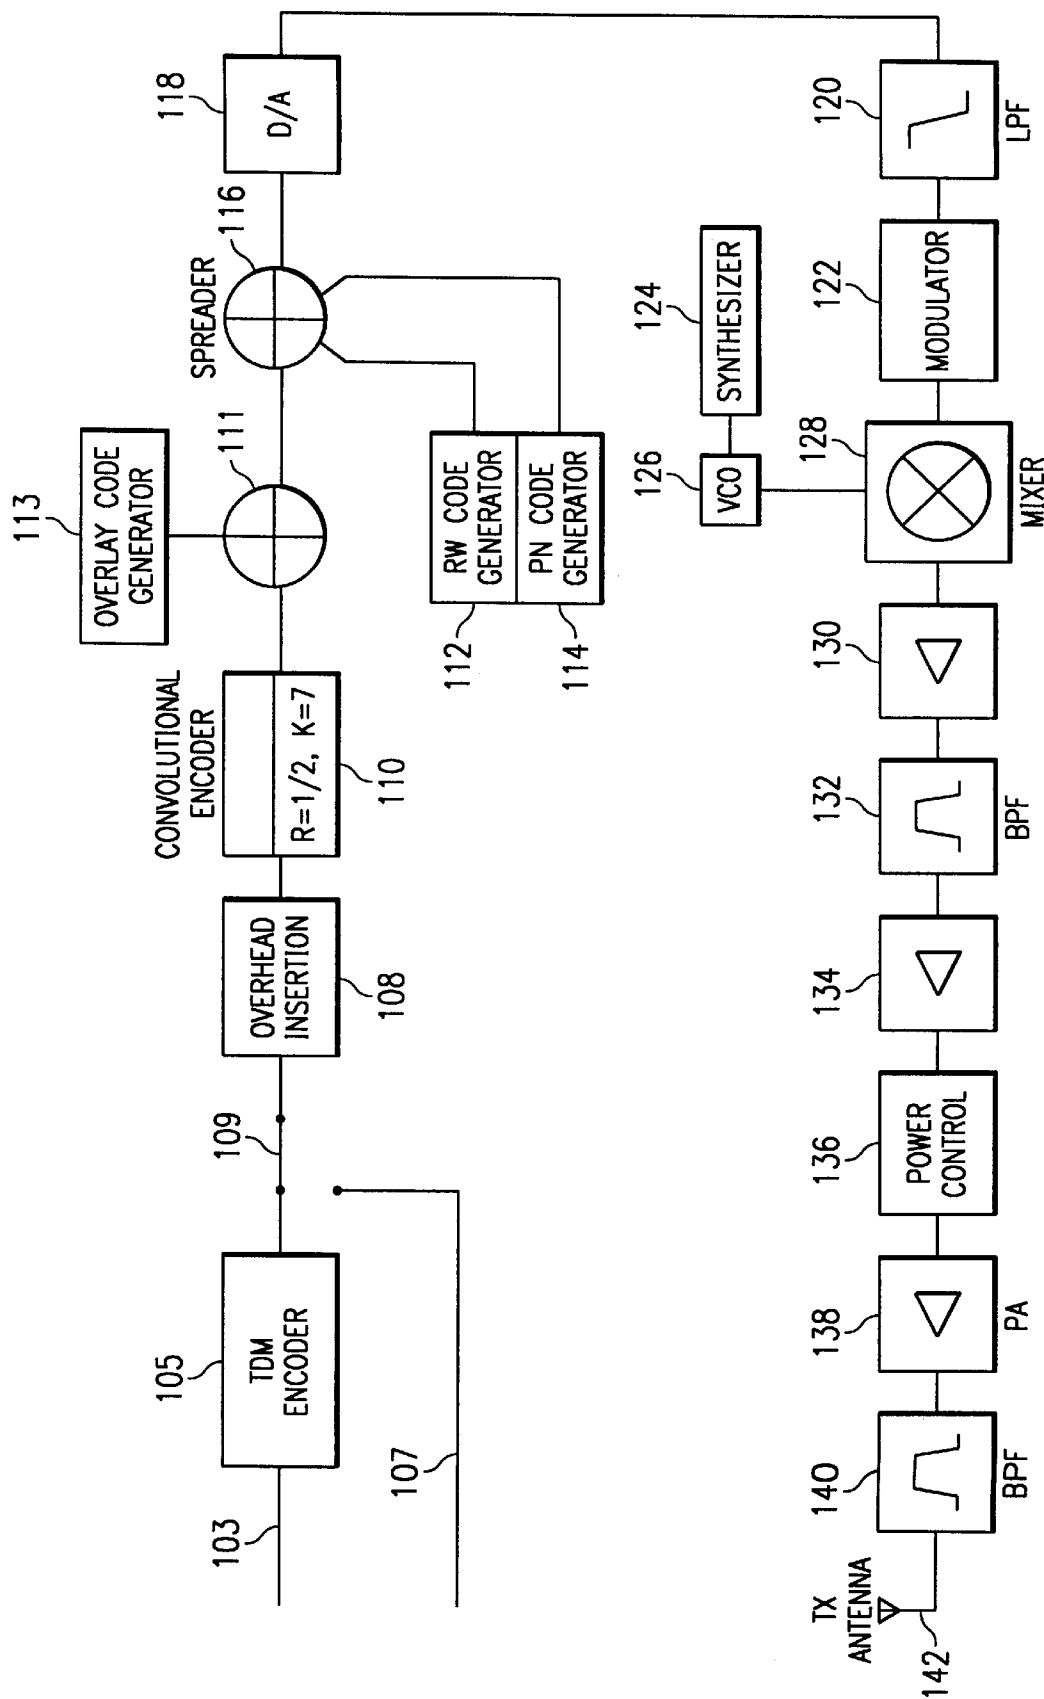 103
105
TDM
ENCODER
107
109
OVERHEAD
INSERTION
108
CONVOLUTIONAL
ENCODER
R=1/2, K=7
110
113
OVERLAY CODE
GENERATOR
111
SPREADER
116
RW CODE
GENERATOR
PN CODE
GENERATOR
112
114
118
D/A
TX
ANTENNA
142
140
BPF
138
PA
136
POWER
CONTROL
134
132
BPF
130
128
MIXER
126
VCO
124
SYNTHESIZER
122
MODULATOR
120
LPF